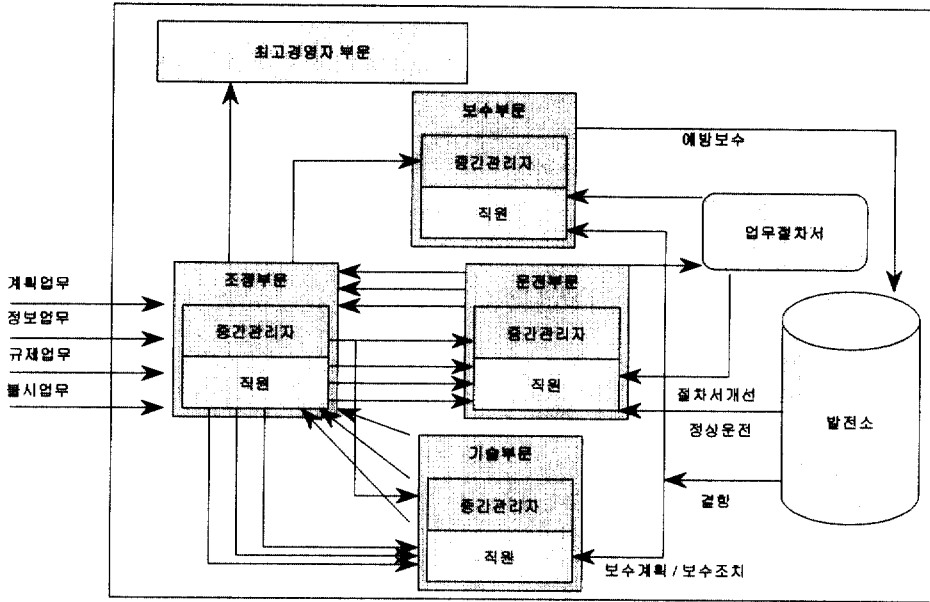 최고경영자 부문
보수부문
중간관리자
직원
예방보수
업무절차서
계획업무
정보업무
규제업무
불시업무
조정부문
중간관리자
직원
운전부문
중간관리자
직원
절차서개선
정상운전
발전소
결함
기술부문
중간관리자
직원
보수계획 / 보수조치